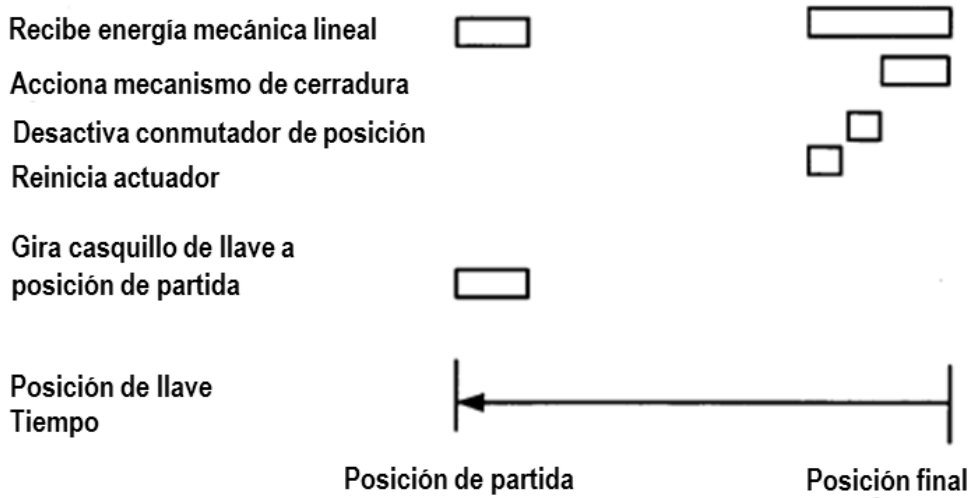 Recibe energía mecánica lineal
Acciona mecanismo de cerradura
Desactiva conmutador de posición
Reinicia actuador
Gira casquillo de llave a
posición de partida
Posición de llave
Tiempo
Posición de partida
Posición final